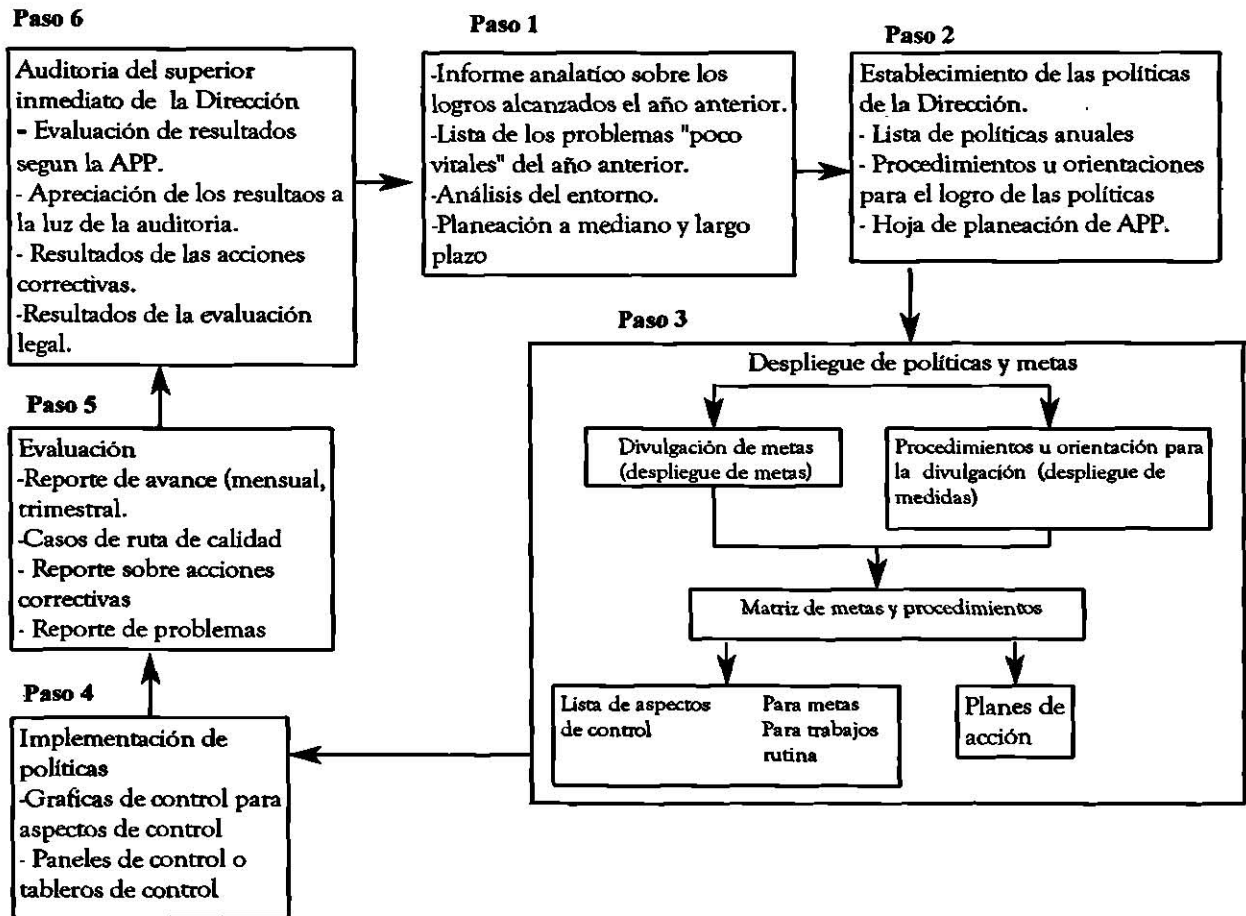 Paso 6
Auditoria del superior
inmediato de la Dirección
- Evaluación de resultados
segun la APP.
- Apreciación de los resultaos a
la luz de la auditoria.
- Resultados de las acciones
correctivas.
-Resultados de la evaluación
legal.
Paso 1
-Informe analatico sobre los
logros alcanzados el año anterior.
-Lista de los problemas "poco
vitales" del año anterior.
-Análisis del entorno.
-Planeación a mediano y largo
plazo
Paso 2
Establecimiento de las políticas
de la Dirección.
- Lista de políticas anuales
- Procedimientos u orientaciones
para el logro de las políticas
- Hoja de planeación de APP.
Paso 3
Despliegue de políticas y metas
Divulgación de metas
(despliegue de metas)
Procedimientos u orientación para
la divulgación (despliegue de
medidas)
Matriz de metas y procedimientos
Lista de aspectos
de control
Para metas
Para trabajos
rutina
Planes de
acción
Paso 5
Evaluación
-Reporte de avance (mensual,
trimestral.
-Casos de ruta de calidad
- Reporte sobre acciones
correctivas
- Reporte de problemas
Paso 4
Implementación de
políticas
-Graficas de control para
aspectos de control
- Paneles de control o
tableros de control